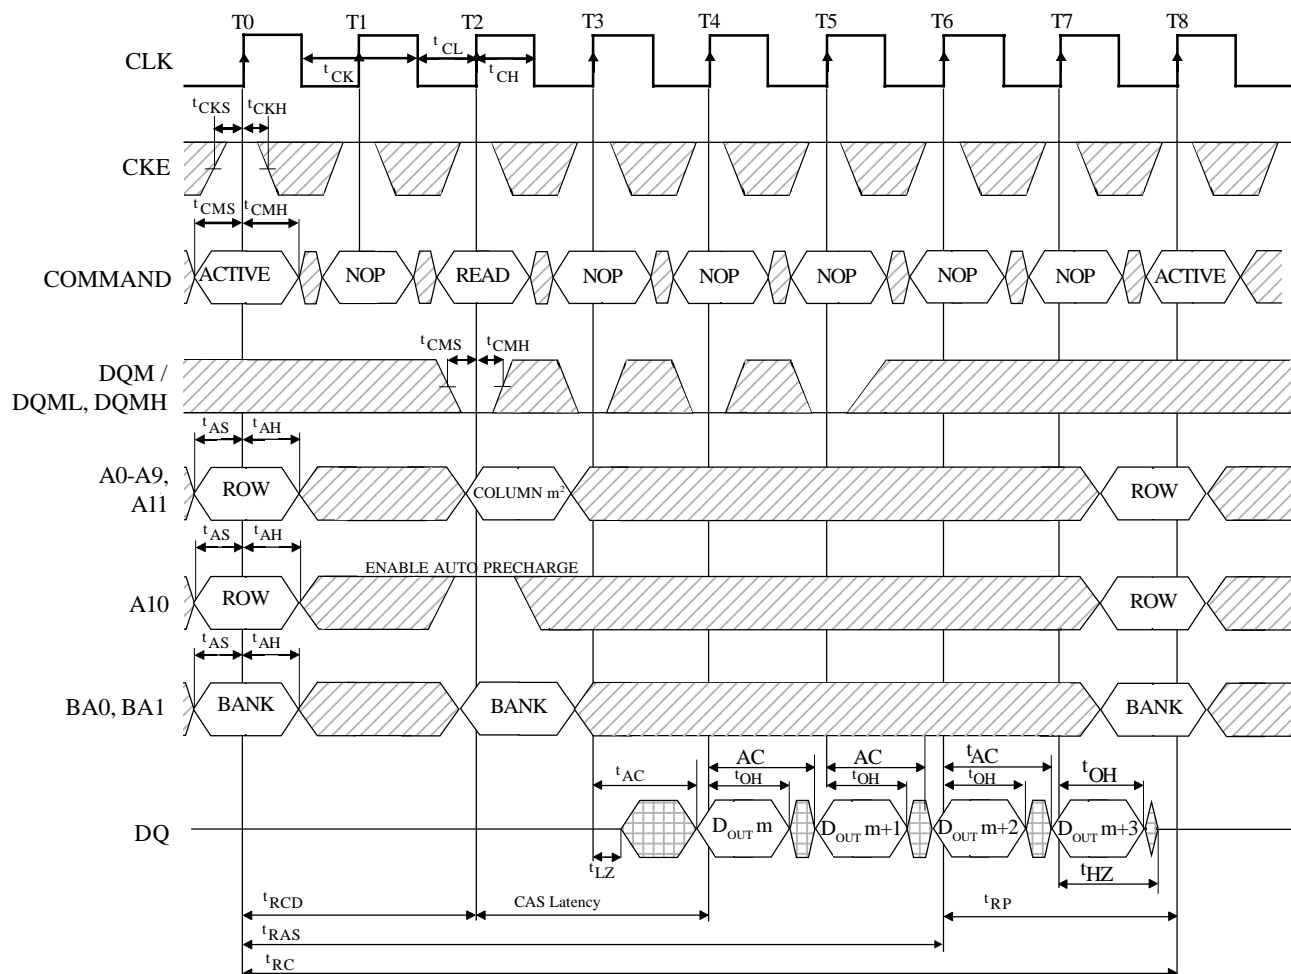 T0 T1 T2 T3 T4 T5 T6 T7 T8
CLK
tCK tCL tCH
tCKS tCKH
CKE
tCMS tCMH
COMMAND ACTIVE NOP READ NOP NOP NOP NOP NOP ACTIVE
tCMS tCMH
DQM /
DQML, DQMH
tAS tAH
A0-A9,
A11
ROW COLUMN m² ROW
tAS tAH
ENABLE AUTO PRECHARGE
A10 ROW ROW
tAS tAH
BA0, BA1 BANK BANK BANK
tAC AC AC tAC tOH
tOH tOH tOH
DQ DOUT m DOUT m+1 DOUT m+2 DOUT m+3
tLZ tHZ
tRCD CAS Latency tRP
tRAS
tRC